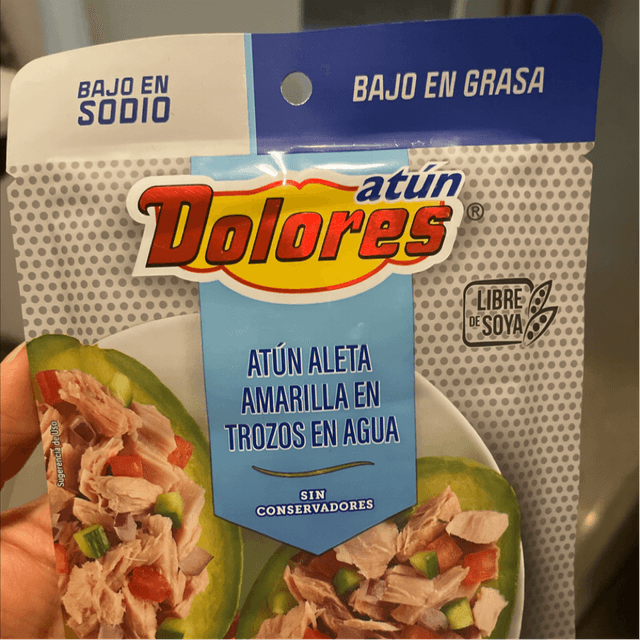 BAJO EN
SODIO
BAJO EN GRASA
atún
Dolores®
LIBRE
DE SOYA
ATÚN ALETA
AMARILLA EN
TROZOS EN AGUA
SIN
CONSERVADORES
Sugerencia de Uso